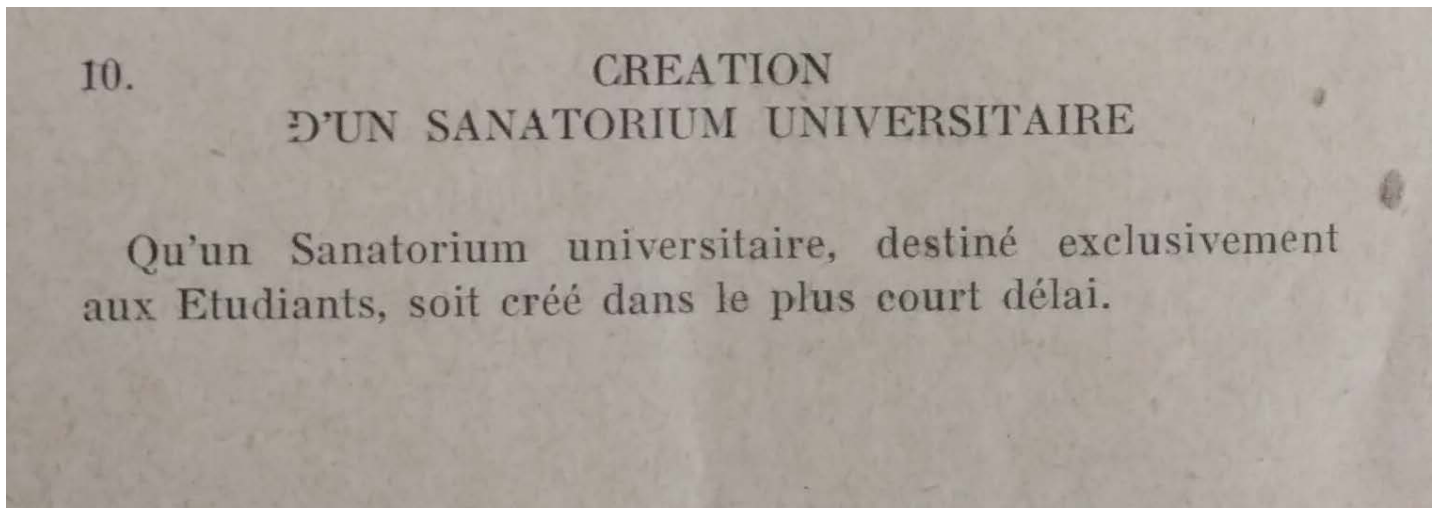 10. CREATION
D'UN SANATORIUM UNIVERSITAIRE
Qu'un Sanatorium universitaire, destiné exclusivement
aux Etudiants, soit créé dans le plus court délai.